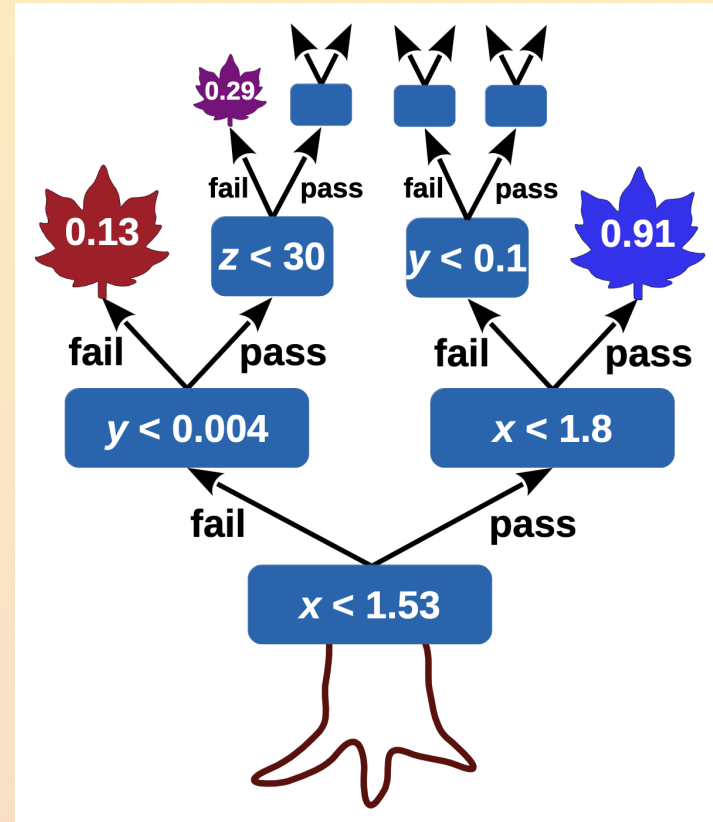 0.29
fail pass fail pass
0.13
z < 30
y < 0.1
0.91
fail pass fail pass
y < 0.004
x < 1.8
fail pass
x < 1.53